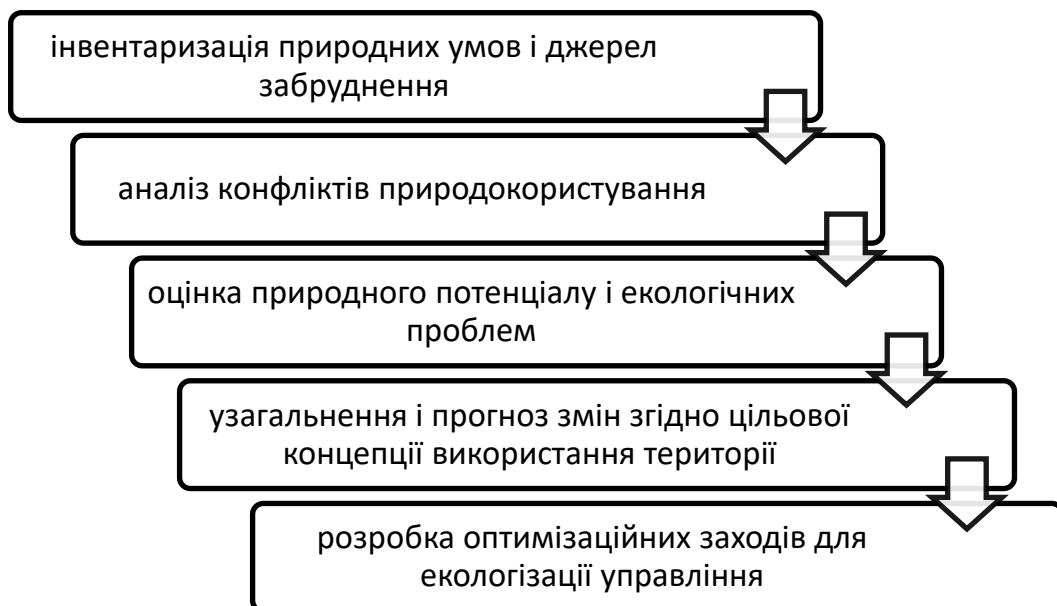 інвентаризація природних умов і джерел
забруднення
аналіз конфліктів природокористування
оцінка природного потенціалу і екологічних
проблем
узагальнення і прогноз змін згідно цільової
концепції використання території
розробка оптимізаційних заходів для
екологізації управління